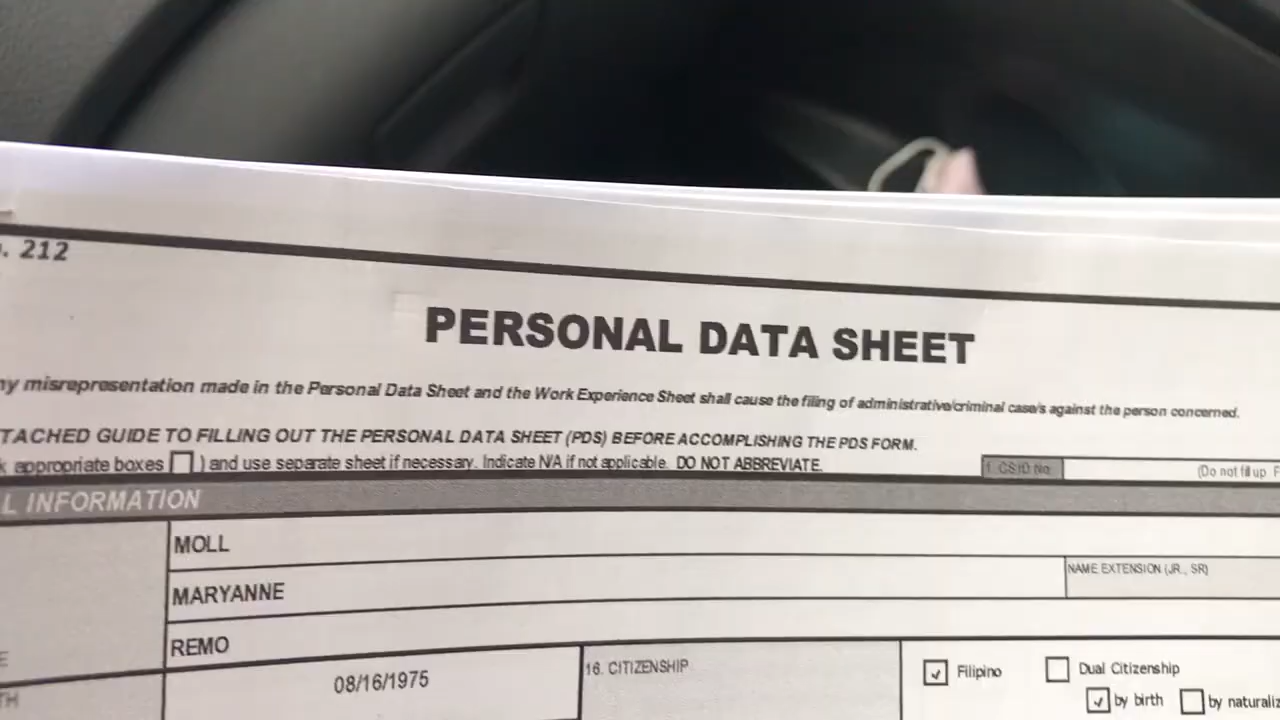 . 212
PERSONAL DATA SHEET
misrepresentation made in the Personal Data Sheet and the Work Experience Sheet shall cause the filing of administrative/criminal case/s against the person concerned.
TACHED GUIDE TO FILLING OUT THE PERSONAL DATA SHEET (PDS) BEFORE ACCOMPLISHING THE PDS FORM.
appropriate boxes ) and use separate sheet if necessary. Indicate N/A if not applicable. DO NOT ABBREVIATE.
1. CS ID No.
(Do not fill up. F
L INFORMATION
MOLL
MARYANNE
NAME EXTENSION (JR., SR)
REMO
08/16/1975
16. CITIZENSHIP
Filipino
Dual Citizenship
by birth
by naturaliz